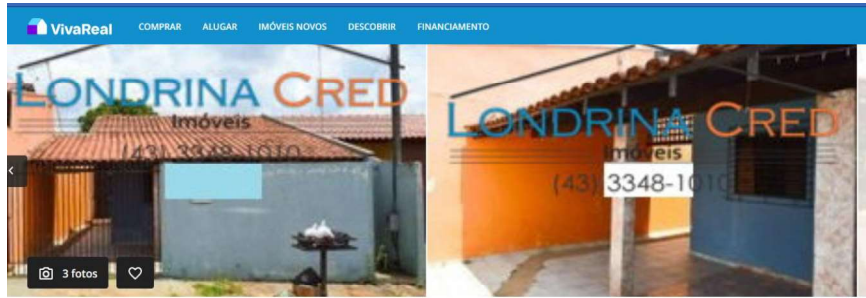 VivaReal COMPRAR ALUGAR IMÓVEIS NOVOS DESCOBRIR FINANCIAMENTO
LONDRINA CRED
Imóveis
(43) 3348-1010
3 fotos
LONDRINA CRED
Imóveis
(43) 3348-1010